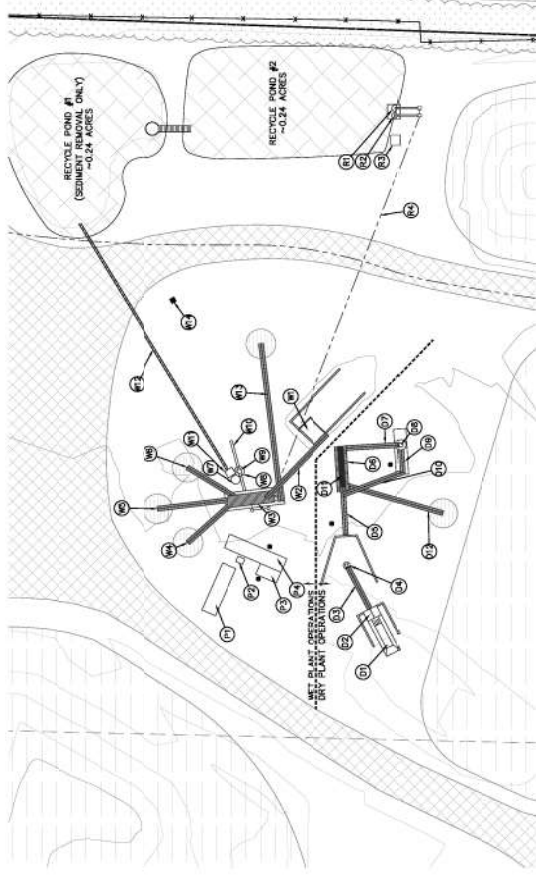 RECYCLE POND #1
(SEDIMENT REMOVAL ONLY)
~0.24 ACRES
RECYCLE POND #2
~0.24 ACRES
R1
R2
R3
R4
W14
W12
W13
W1
W10
W11
W7
W9
W8
W6
W5
W4
W3
W2
P1
P2
P3
P4
WET PLANT OPERATIONS
DRY PLANT OPERATIONS
D7
D8
D9
D6
D11
D10
D5
D12
D4
D3
D2
D1